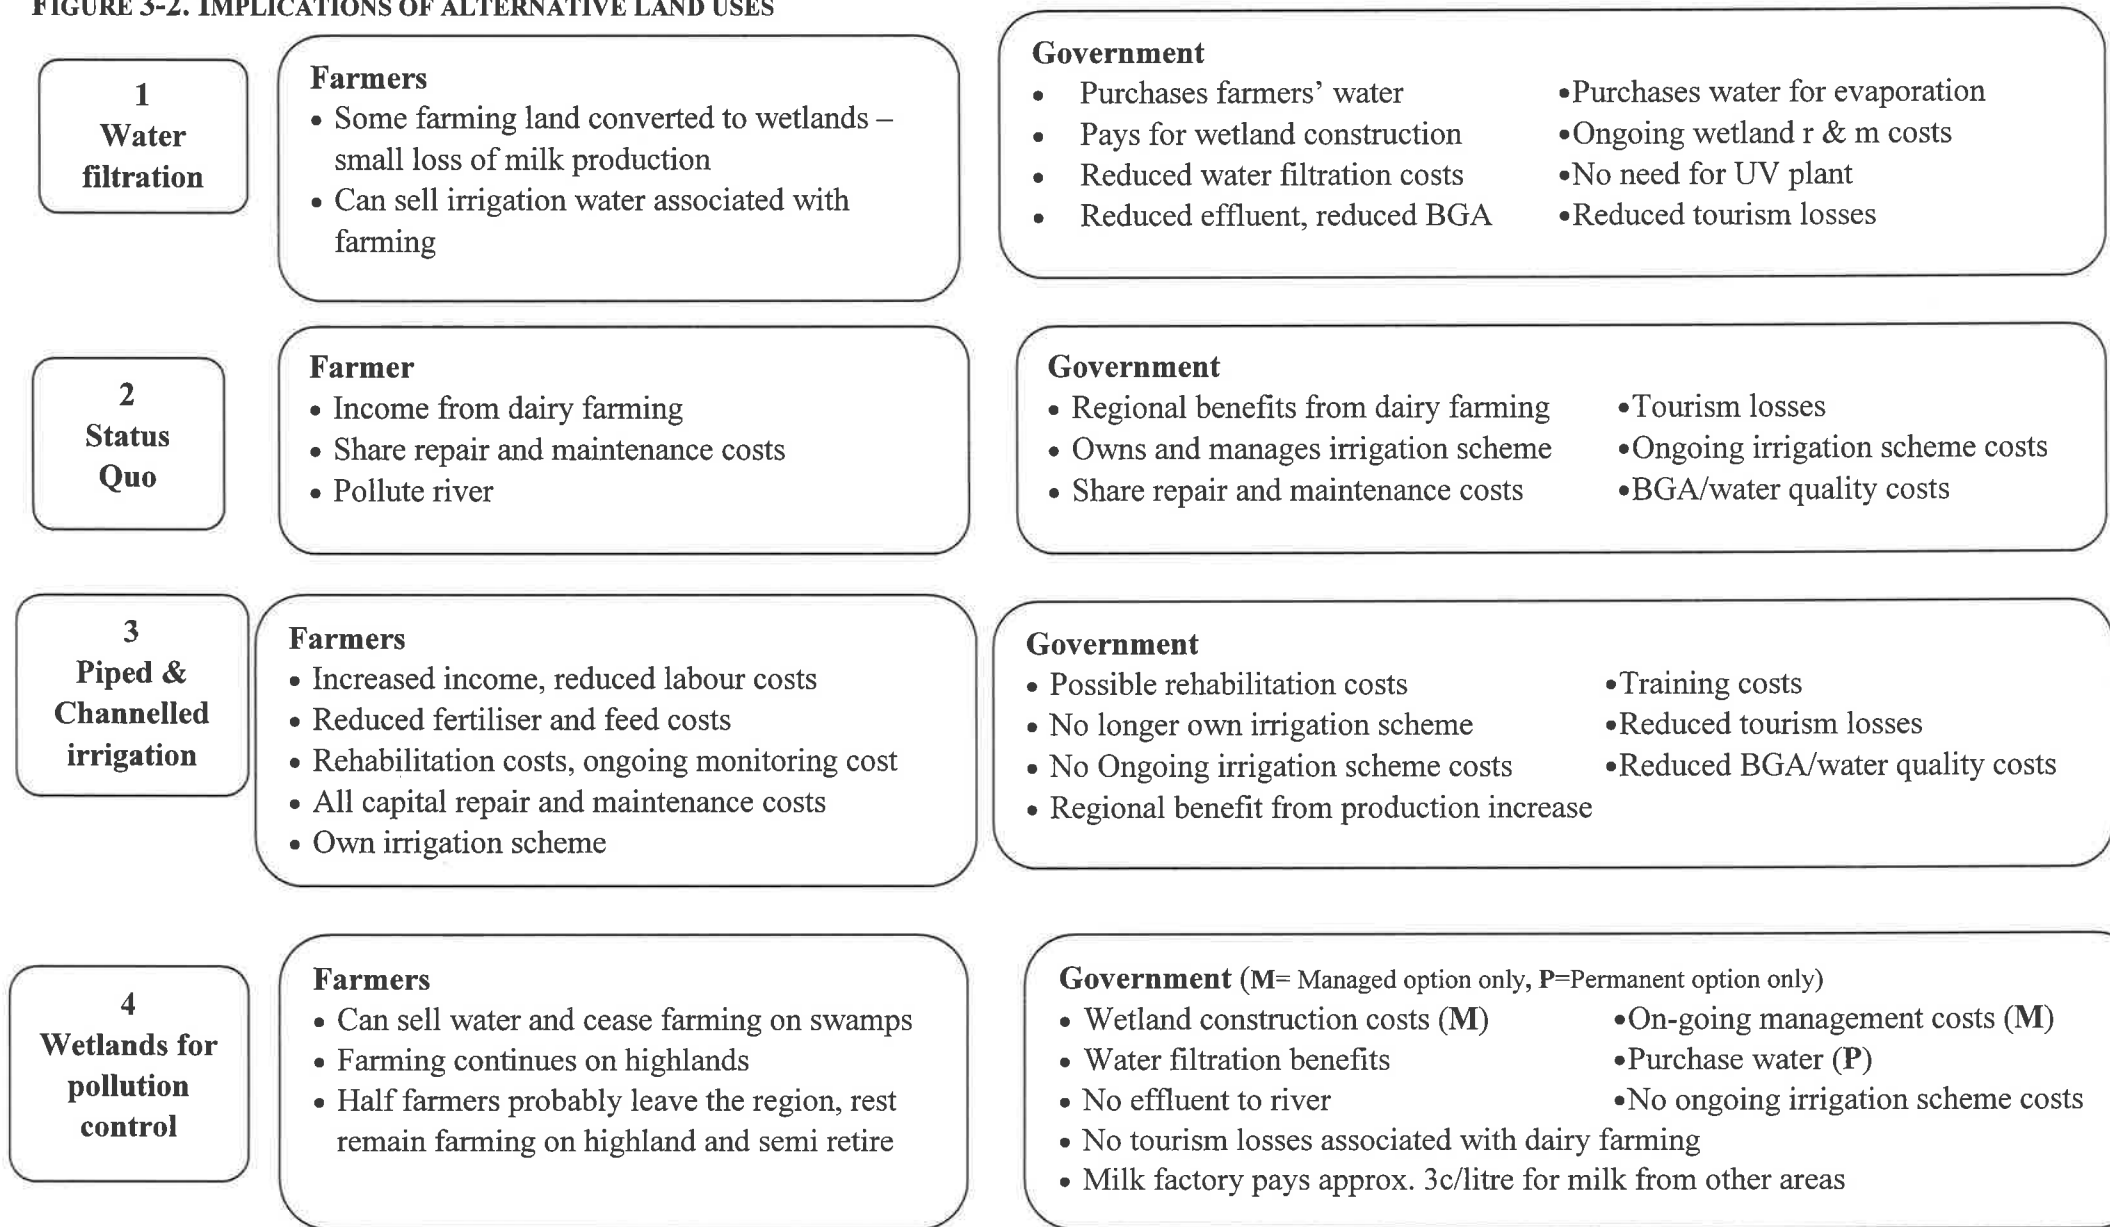 FIGURE 3-2. IMPLICATIONS OF ALTERNATIVE LAND USES
1
Water
filtration
Farmers
• Some farming land converted to wetlands –
small loss of milk production
• Can sell irrigation water associated with
farming
Government
• Purchases farmers’ water
• Pays for wetland construction
• Reduced water filtration costs
• Reduced effluent, reduced BGA
•Purchases water for evaporation
•Ongoing wetland r & m costs
•No need for UV plant
•Reduced tourism losses
2
Status
Quo
Farmer
• Income from dairy farming
• Share repair and maintenance costs
• Pollute river
Government
• Regional benefits from dairy farming
• Owns and manages irrigation scheme
• Share repair and maintenance costs
•Tourism losses
•Ongoing irrigation scheme costs
•BGA/water quality costs
3
Piped &
Channelled
irrigation
Farmers
• Increased income, reduced labour costs
• Reduced fertiliser and feed costs
• Rehabilitation costs, ongoing monitoring cost
• All capital repair and maintenance costs
• Own irrigation scheme
Government
• Possible rehabilitation costs
• No longer own irrigation scheme
• No Ongoing irrigation scheme costs
• Regional benefit from production increase
•Training costs
•Reduced tourism losses
•Reduced BGA/water quality costs
4
Wetlands for
pollution
control
Farmers
• Can sell water and cease farming on swamps
• Farming continues on highlands
• Half farmers probably leave the region, rest
remain farming on highland and semi retire
Government (M= Managed option only, P=Permanent option only)
• Wetland construction costs (M)
• Water filtration benefits
• No effluent to river
•On-going management costs (M)
•Purchase water (P)
•No ongoing irrigation scheme costs
• No tourism losses associated with dairy farming
• Milk factory pays approx. 3c/litre for milk from other areas